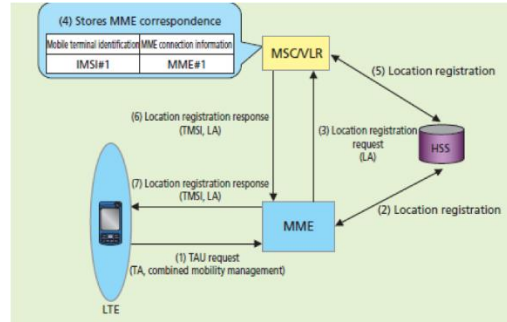 (4) Stores MME correspondence
Mobile terminal identification MME connection information
IMSI#1 MME#1
MSC/VLR
(5) Location registration
(6) Location registration response
(TMSI, LA)
(3) Location registration
request
(LA)
HSS
(7) Location registration response
(TMSI, LA)
MME
(2) Location registration
(1) TAU request
(TA, combined mobility management)
LTE